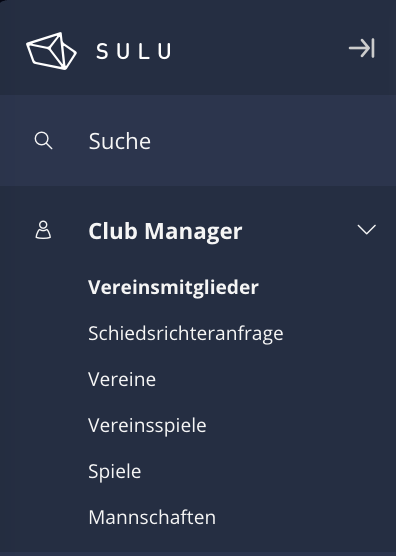 SULU
Suche
Club Manager
Vereinsmitglieder
Schiedsrichteranfrage
Vereine
Vereinsspiele
Spiele
Mannschaften